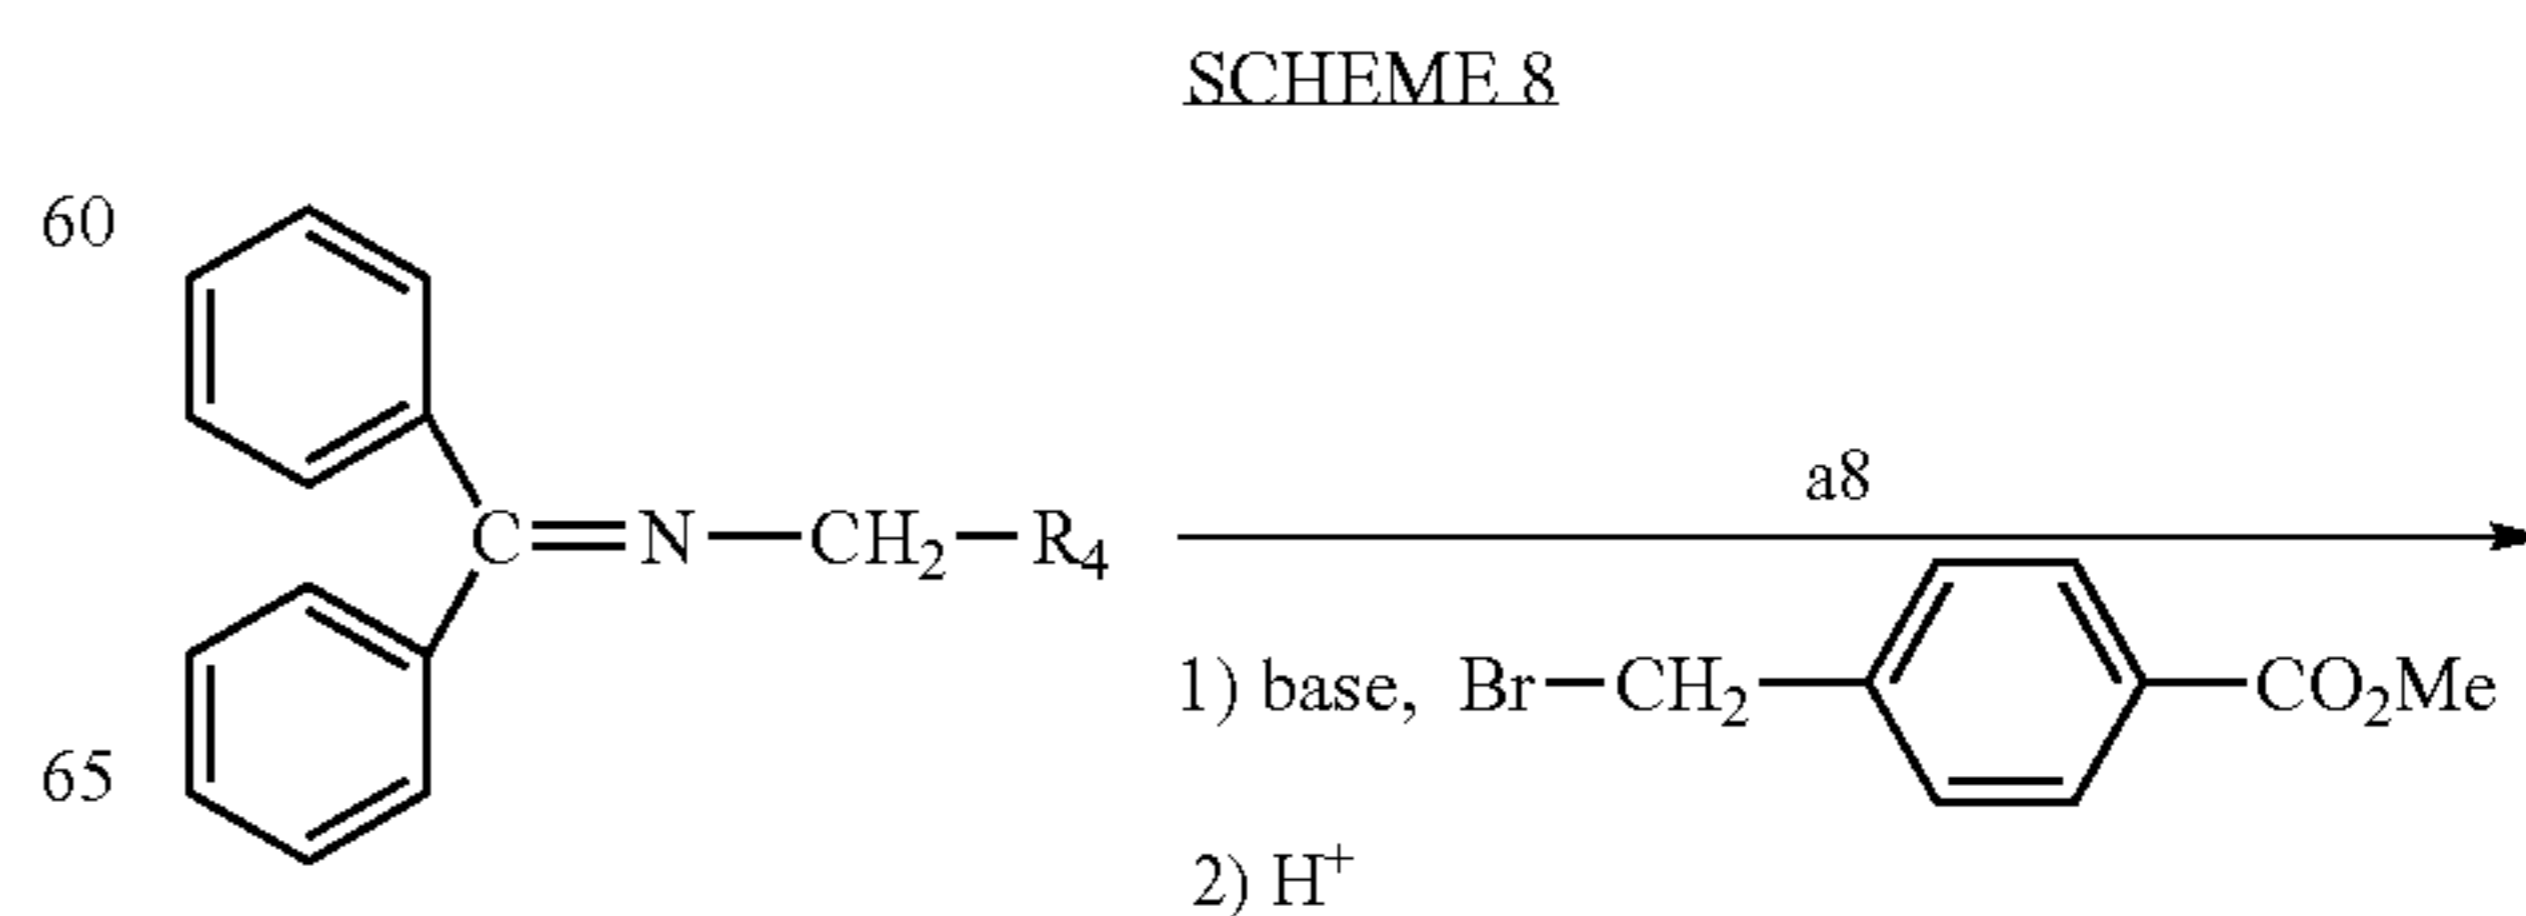 SCHEME 8
60
a8
C=N—CH₂—R₄
1) base, Br—CH₂ CO₂Me
65
2) H⁺